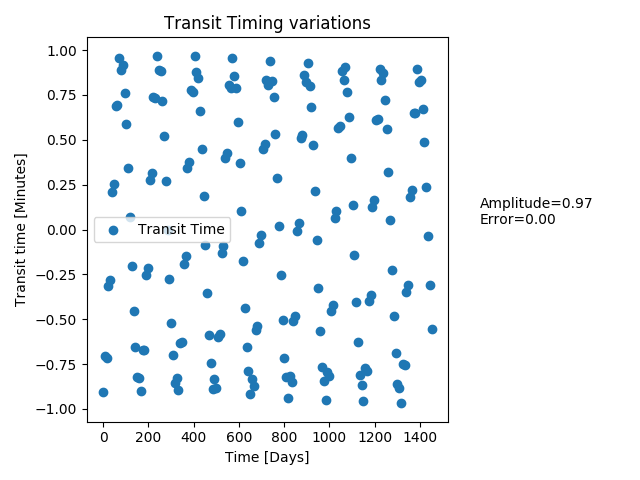 Transit Timing variations
1.00
0.75
0.50
0.25
0.00
−0.25
−0.50
−0.75
−1.00
Transit time [Minutes]
Transit Time
Amplitude=0.97
Error=0.00
0 200 400 600 800 1000 1200 1400
Time [Days]